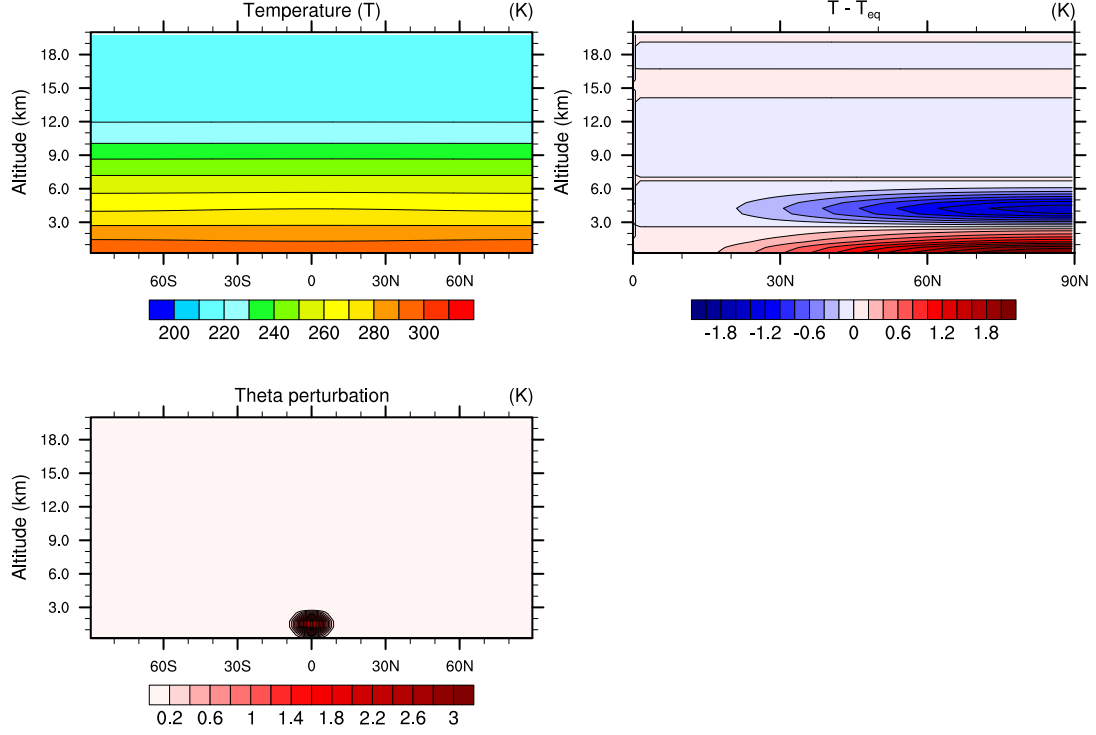 Temperature (T) (K)
Altitude (km)
18.0
15.0
12.0
9.0
6.0
3.0
60S 30S 0 30N 60N
200 220 240 260 280 300
T - Teq (K)
Altitude (km)
18.0
15.0
12.0
9.0
6.0
3.0
0 30N 60N 90N
-1.8 -1.2 -0.6 0 0.6 1.2 1.8
Theta perturbation (K)
Altitude (km)
18.0
15.0
12.0
9.0
6.0
3.0
60S 30S 0 30N 60N
0.2 0.6 1 1.4 1.8 2.2 2.6 3